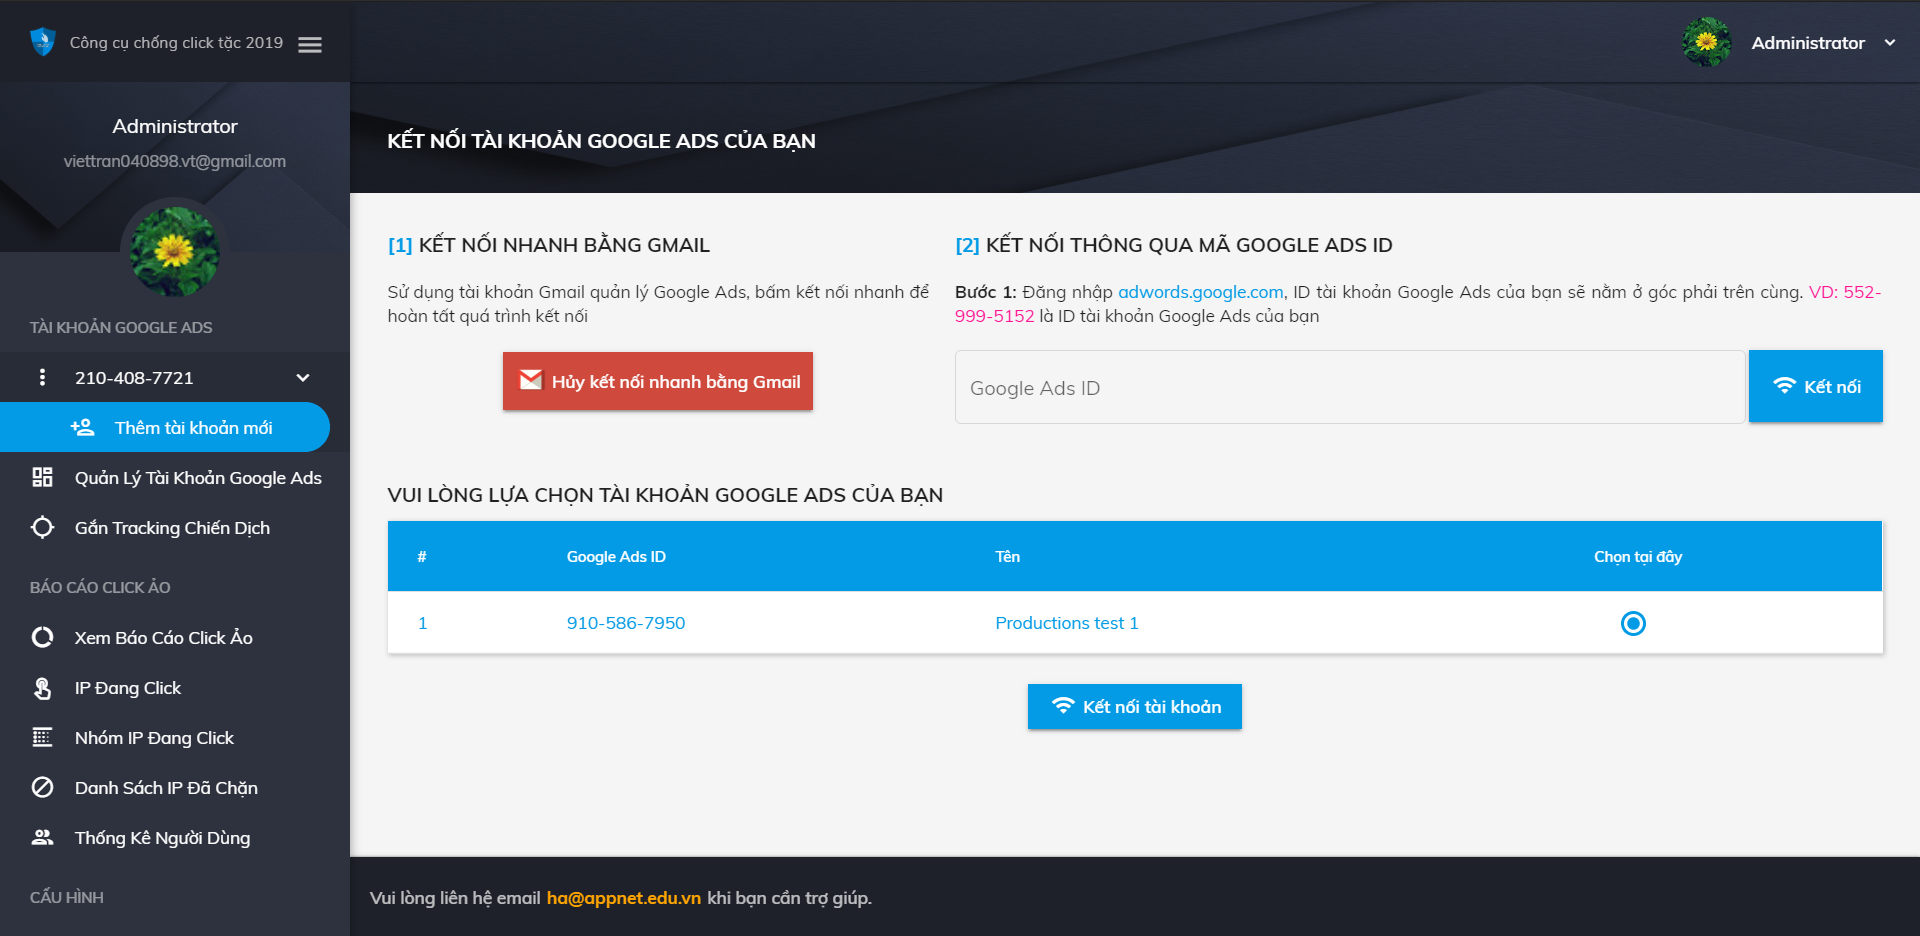 Công cụ chống click tặc 2019
Administrator
Administrator
viettran040898.vt@gmail.com
TÀI KHOẢN GOOGLE ADS
210-408-7721
Thêm tài khoản mới
Quản Lý Tài Khoản Google Ads
Gắn Tracking Chiến Dịch
BÁO CÁO CLICK ẢO
Xem Báo Cáo Click Ảo
IP Đang Click
Nhóm IP Đang Click
Danh Sách IP Đã Chặn
Thống Kê Người Dùng
CẤU HÌNH
KẾT NỐI TÀI KHOẢN GOOGLE ADS CỦA BẠN
[1] KẾT NỐI NHANH BẰNG GMAIL
Sử dụng tài khoản Gmail quản lý Google Ads, bấm kết nối nhanh để
hoàn tất quá trình kết nối
Hủy kết nối nhanh bằng Gmail
[2] KẾT NỐI THÔNG QUA MÃ GOOGLE ADS ID
Bước 1: Đăng nhập adwords.google.com, ID tài khoản Google Ads của bạn sẽ nằm ở góc phải trên cùng. VD: 552-
999-5152 là ID tài khoản Google Ads của bạn
Google Ads ID
Kết nối
VUI LÒNG LỰA CHỌN TÀI KHOẢN GOOGLE ADS CỦA BẠN
# Google Ads ID Tên Chọn tại đây
1 910-586-7950 Productions test 1
Kết nối tài khoản
Vui lòng liên hệ email ha@appnet.edu.vn khi bạn cần trợ giúp.